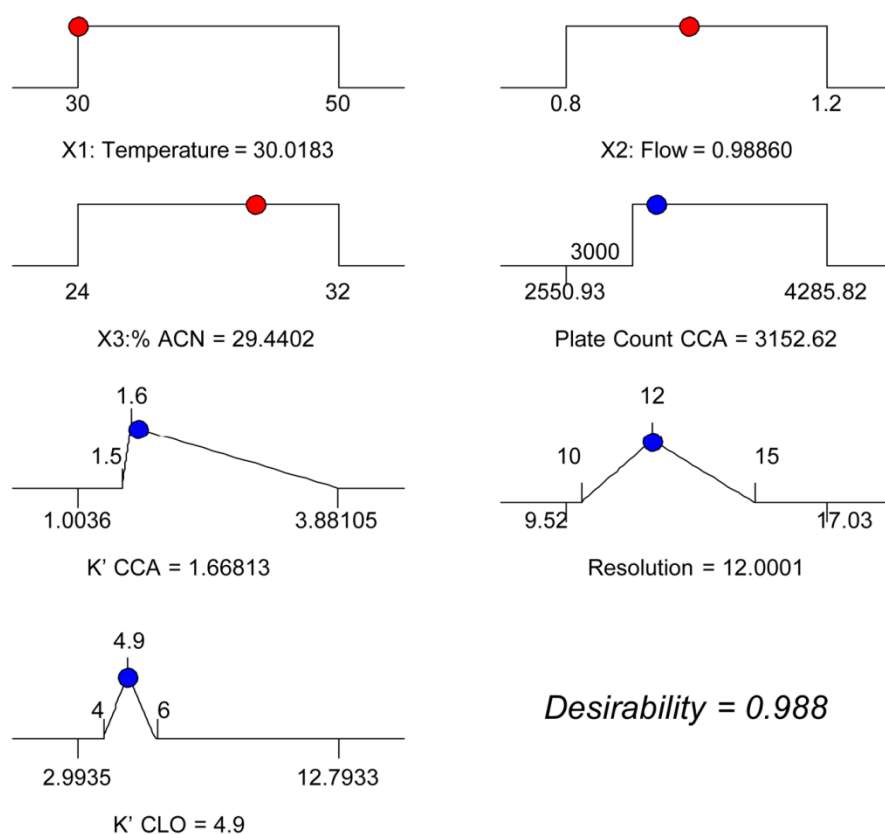 30
50
X1: Temperature = 30.0183
0.8
1.2
X2: Flow = 0.98860
24
32
X3:% ACN = 29.4402
3000
2550.93
4285.82
Plate Count CCA = 3152.62
1.6
1.5
1.0036
3.88105
K’ CCA = 1.66813
12
10
15
9.52
17.03
Resolution = 12.0001
4.9
4
6
2.9935
12.7933
K’ CLO = 4.9
Desirability = 0.988